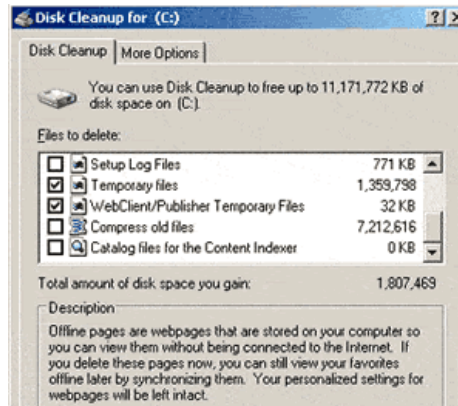 Disk Cleanup for (C:)
Disk Cleanup More Options
You can use Disk Cleanup to free up to 11,171,772 KB of
disk space on (C:).
Files to delete:
Setup Log Files 771 KB
Temporary files 1,359,798
WebClient/Publisher Temporary Files 32 KB
Compress old files 7,212,616
Catalog files for the Content Indexer 0 KB
Total amount of disk space you gain: 1,807,469
Description
Offline pages are webpages that are stored on your computer so
you can view them without being connected to the Internet. If
you delete these pages now, you can still view your favorites
offline later by synchronizing them. Your personalized settings for
webpages will be left intact.